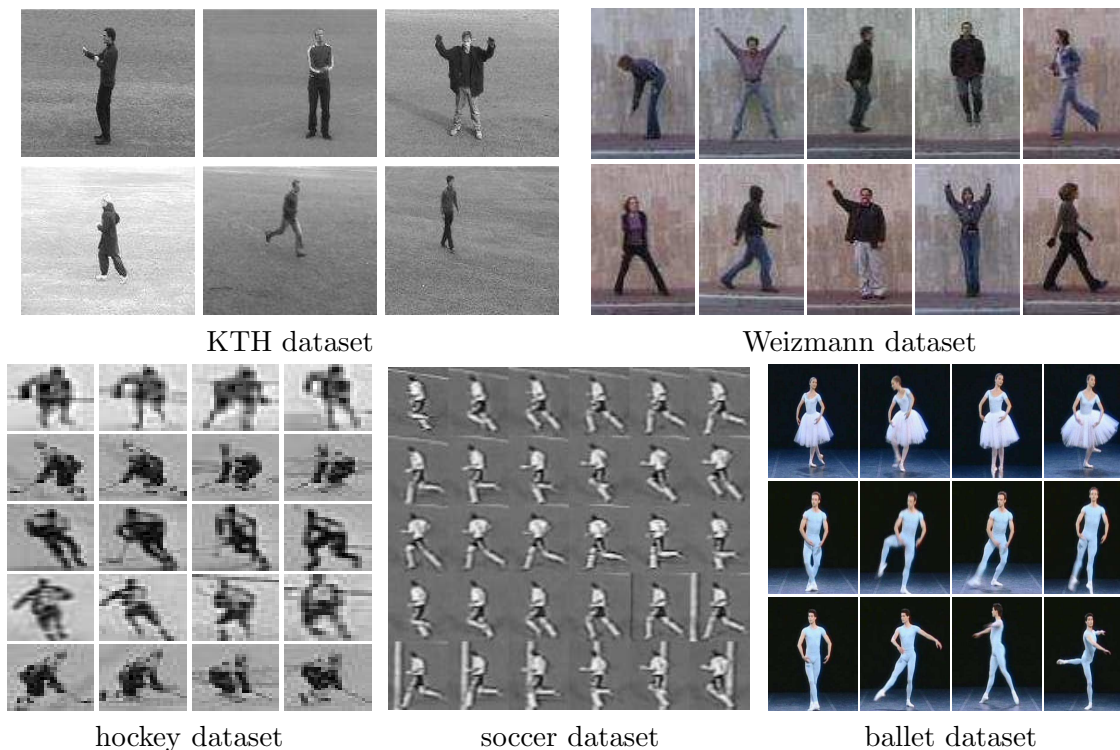 KTH dataset
Weizmann dataset
hockey dataset
soccer dataset
ballet dataset